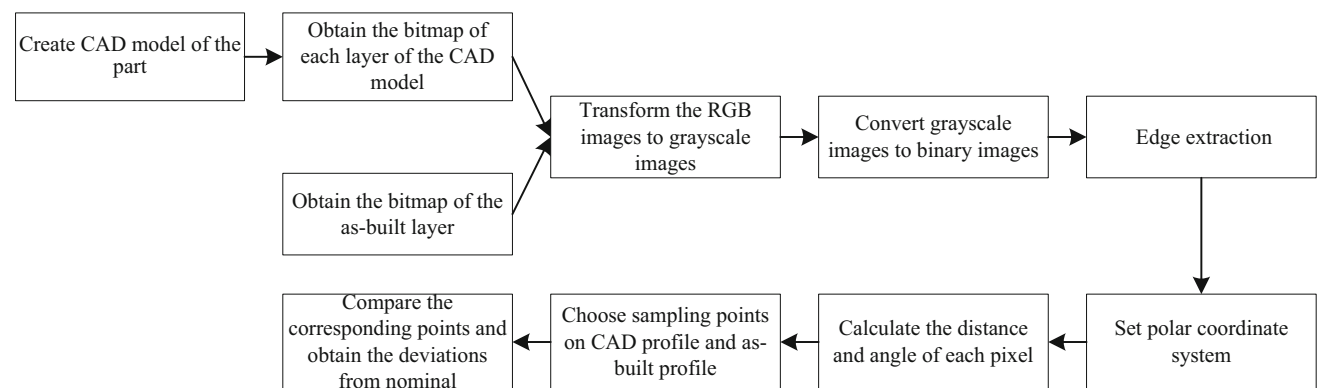 Create CAD model of the
part
Obtain the bitmap of
each layer of the CAD
model
Obtain the bitmap of the
as-built layer
Transform the RGB
images to grayscale
images
Convert grayscale
images to binary images
Edge extraction
Set polar coordinate
system
Calculate the distance
and angle of each pixel
Choose sampling points
on CAD profile and as-
built profile
Compare the
corresponding points and
obtain the deviations
from nominal